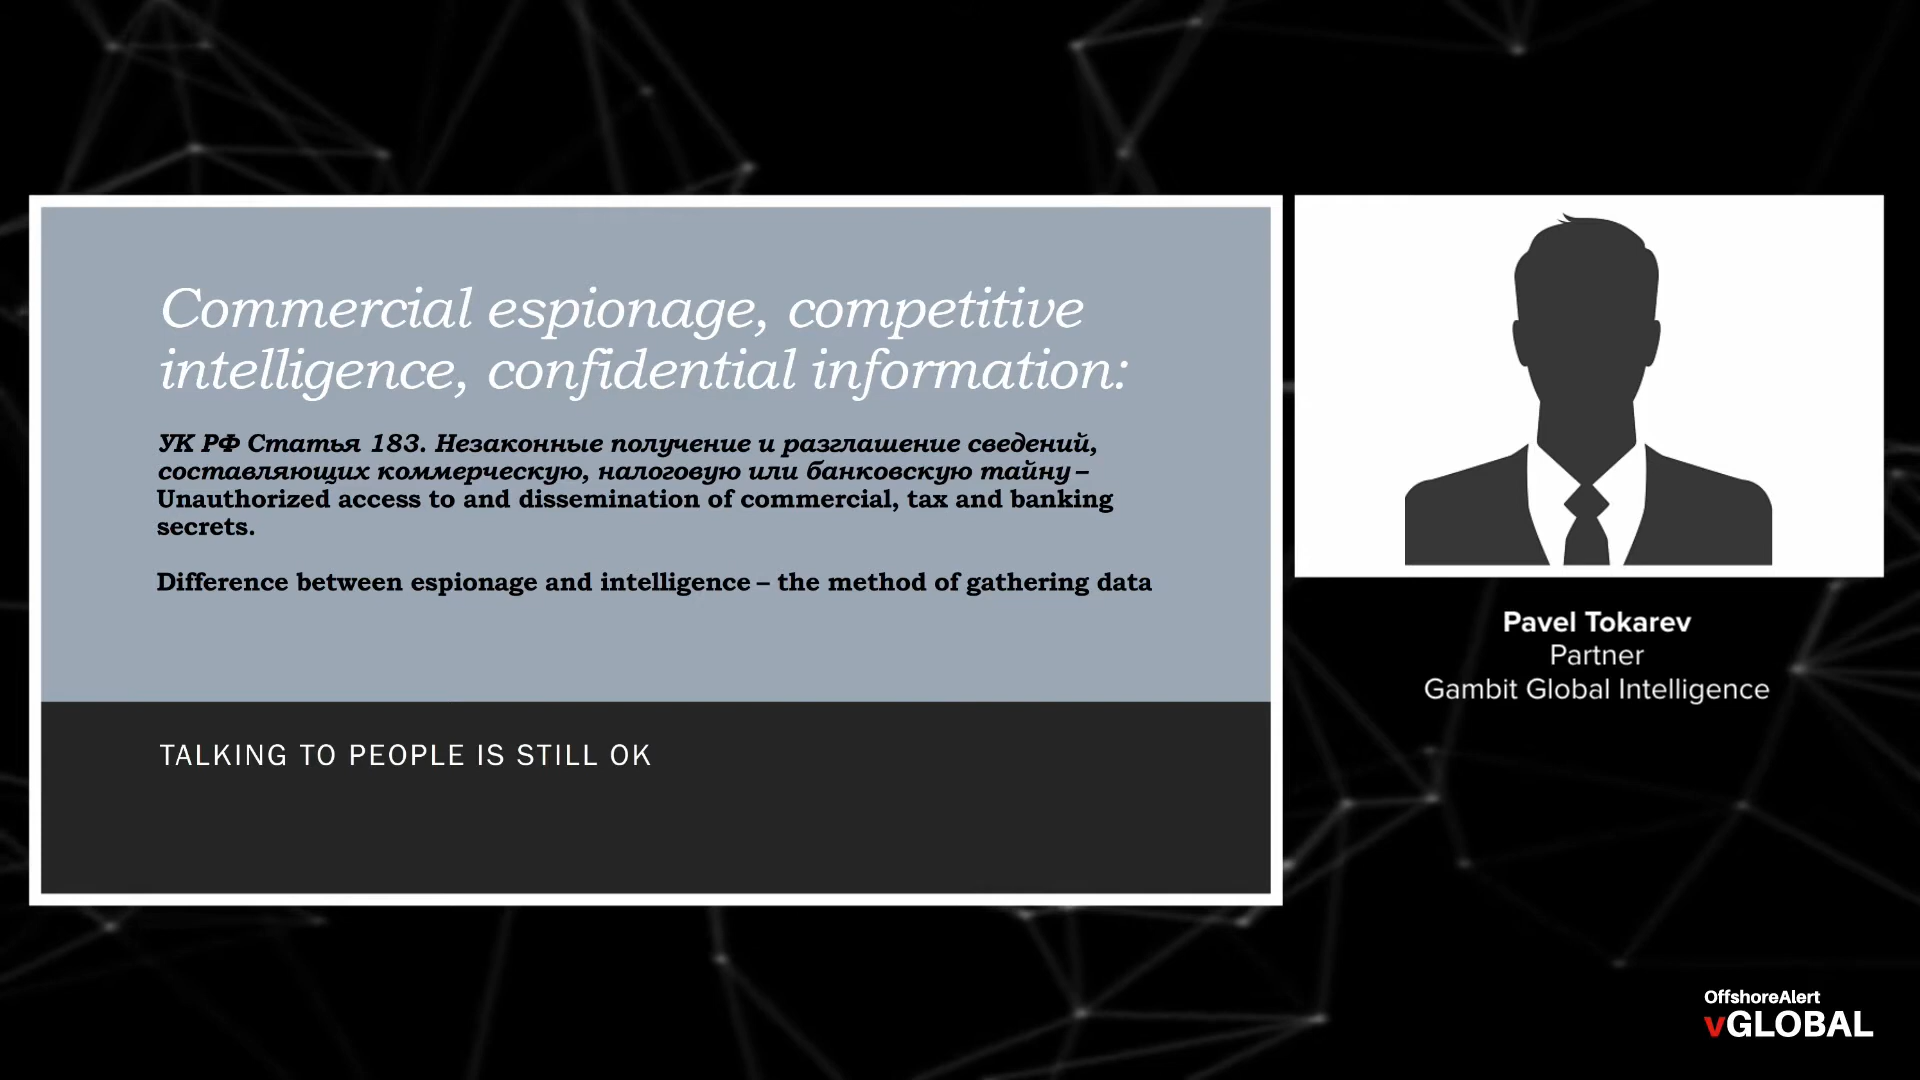 Commercial espionage, competitive
intelligence, confidential information:
УК РФ Статья 183. Незаконные получение и разглашение сведений,
составляющих коммерческую, налоговую или банковскую тайну –
Unauthorized access to and dissemination of commercial, tax and banking
secrets.
Difference between espionage and intelligence – the method of gathering data
TALKING TO PEOPLE IS STILL OK
Pavel Tokarev
Partner
Gambit Global Intelligence
OffshoreAlert
vGLOBAL